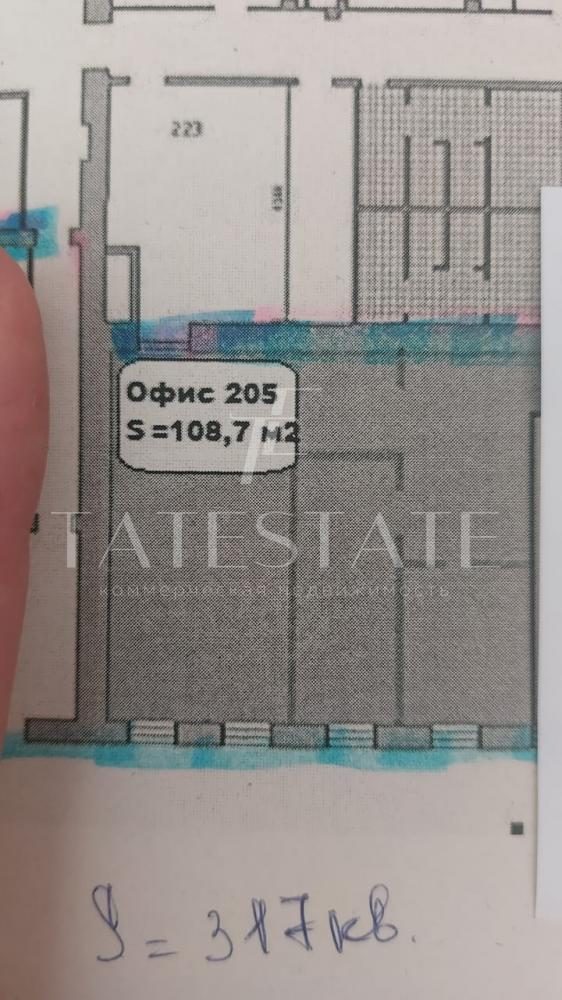 223
Офис 205
S=108,7 м2
TATESTATE
коммерческая недвижимость
S = 317 кв.